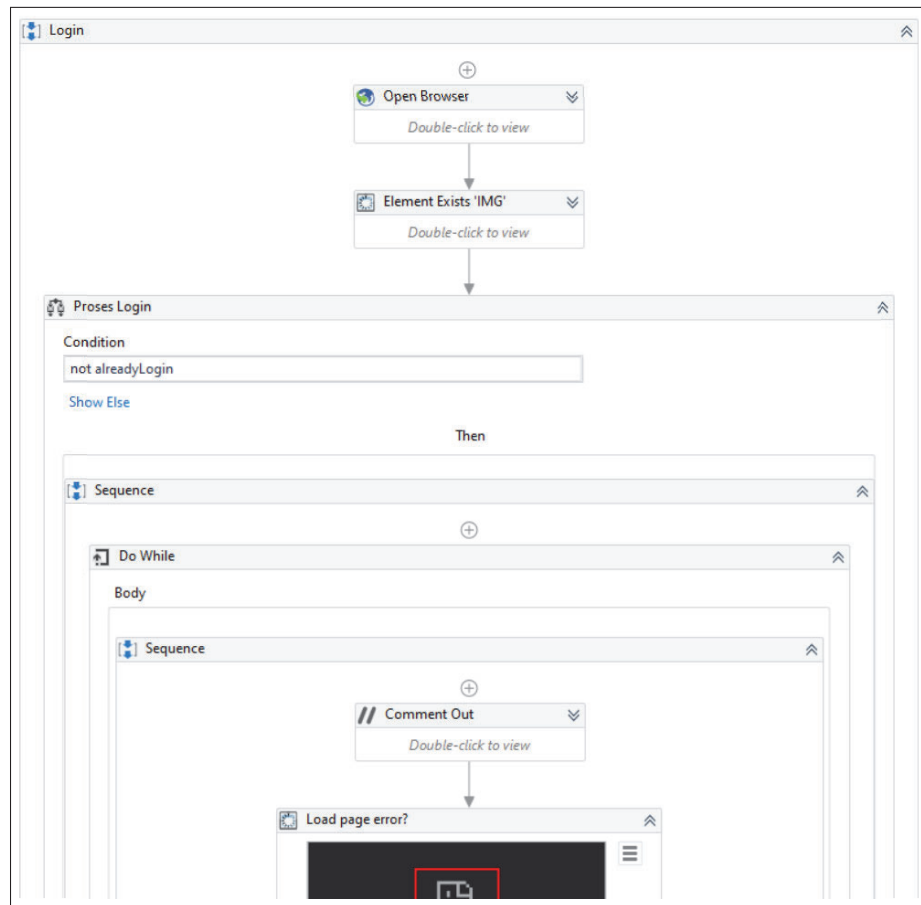 Login
Open Browser
Double-click to view
Element Exists 'IMG'
Double-click to view
Proses Login
Condition
not alreadyLogin
Show Else
Then
Sequence
Do While
Body
Sequence
// Comment Out
Double-click to view
Load page error?